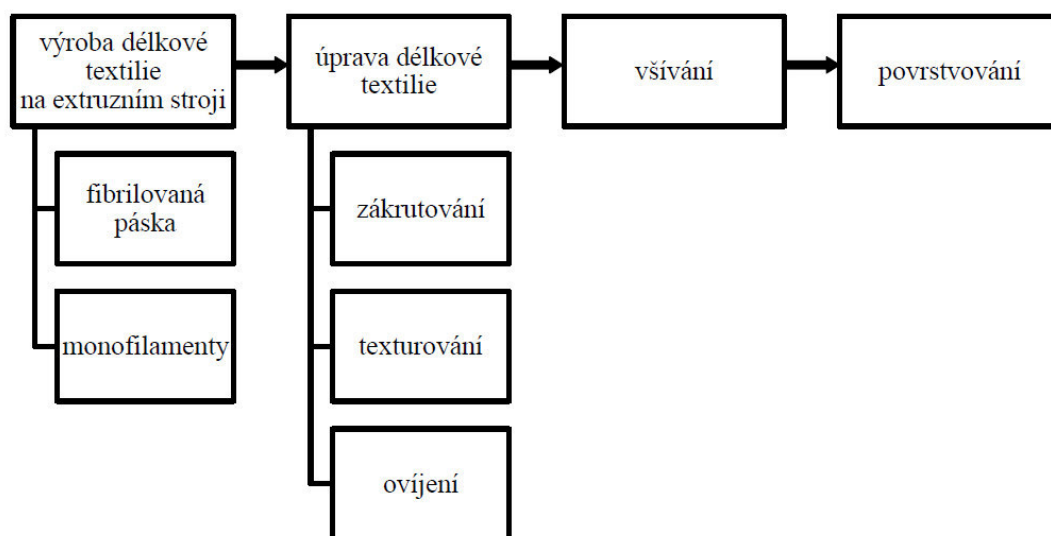 výroba délkové
textilie
na extruzním stroji
fibrilovaná
páska
monofilamenty
úprava délkové
textilie
zákrutování
texturování
ovíjení
všívání
povrstvování